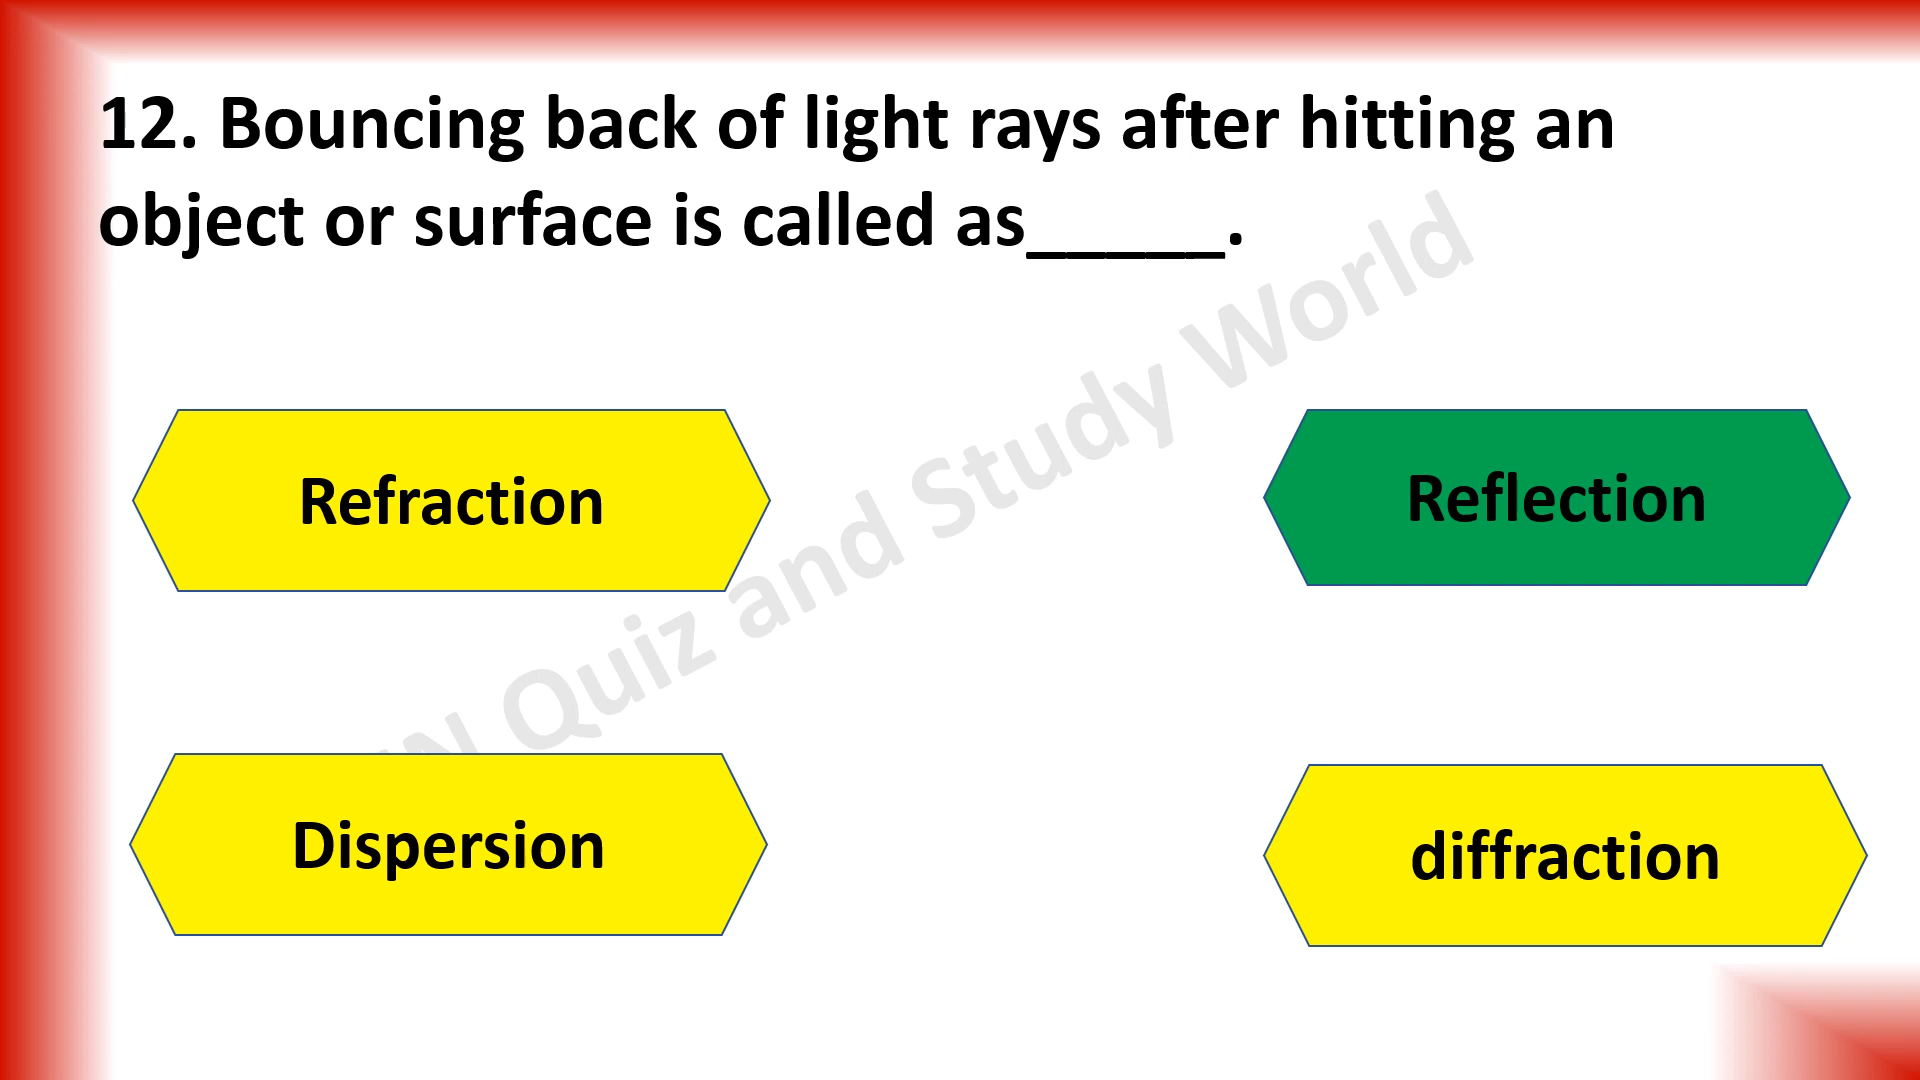 12. Bouncing back of light rays after hitting an
object or surface is called as_____.
Refraction
Reflection
Dispersion
diffraction
Quiz and Study World